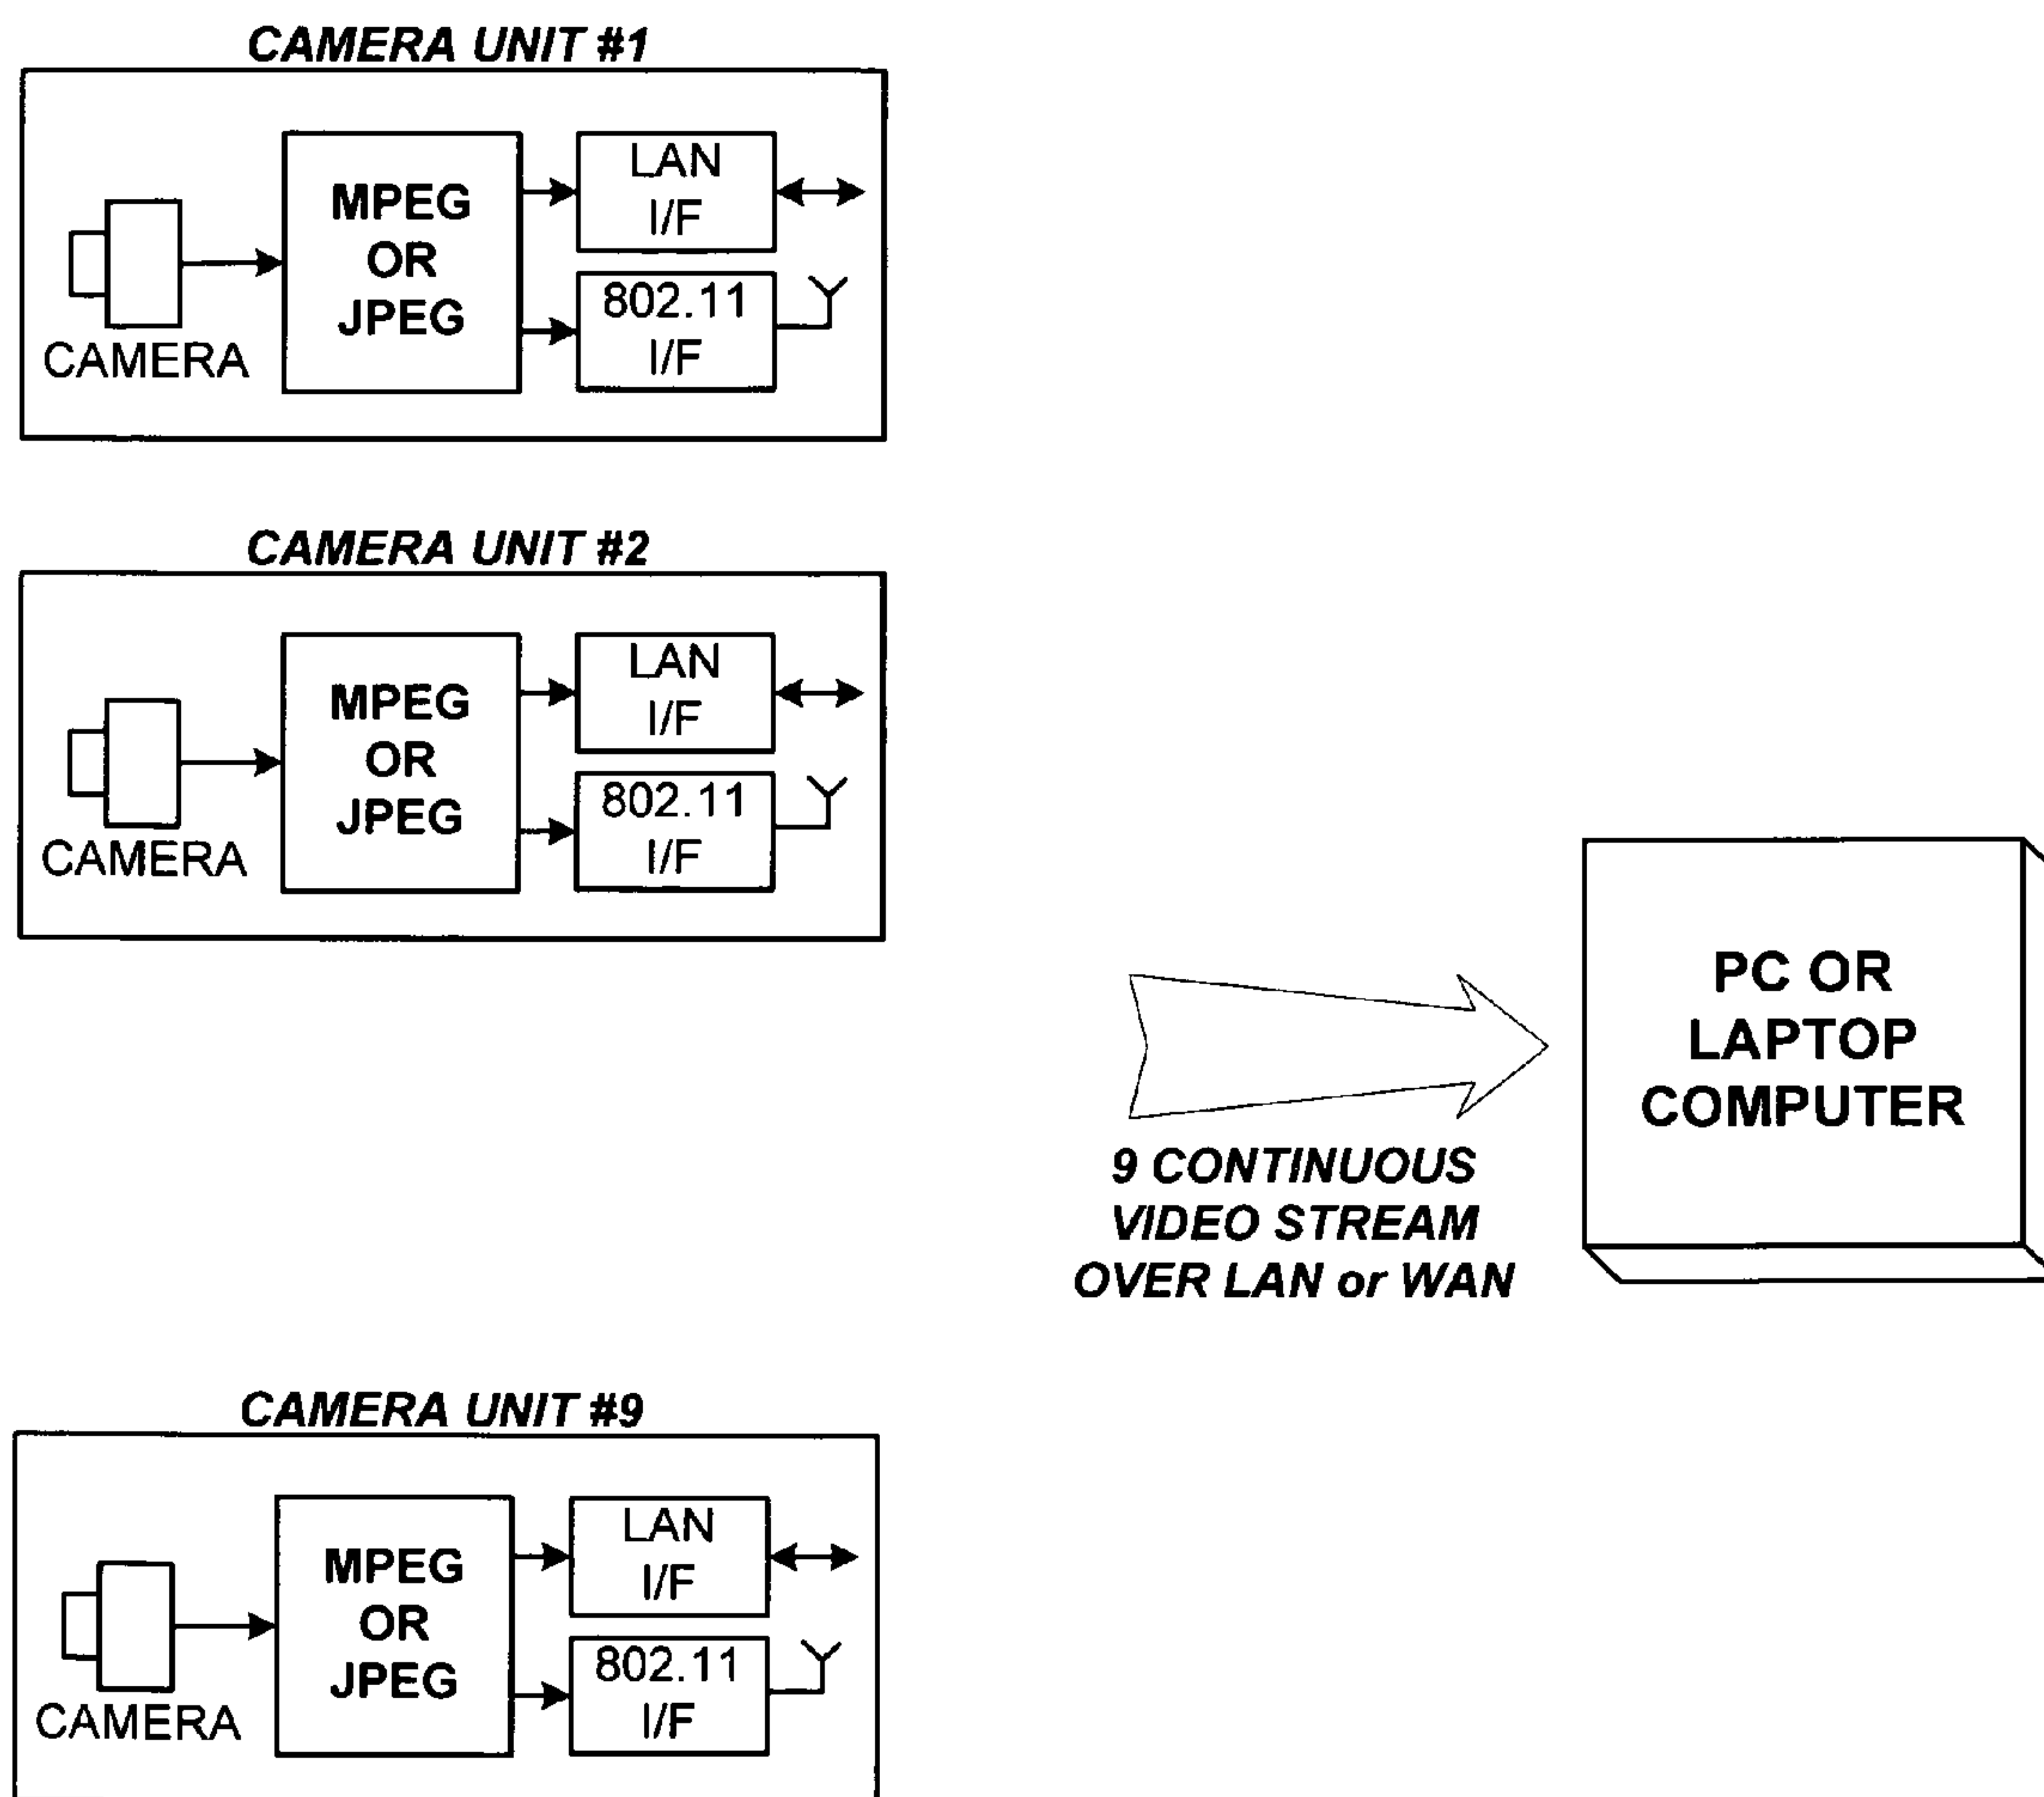 CAMERA UNIT #1
MPEG
OR
JPEG
LAN
I/F
802.11
I/F
CAMERA
CAMERA UNIT #2
MPEG
OR
JPEG
LAN
I/F
802.11
I/F
CAMERA
9 CONTINUOUS
VIDEO STREAM
OVER LAN or WAN
PC OR
LAPTOP
COMPUTER
CAMERA UNIT #9
MPEG
OR
JPEG
LAN
I/F
802.11
I/F
CAMERA